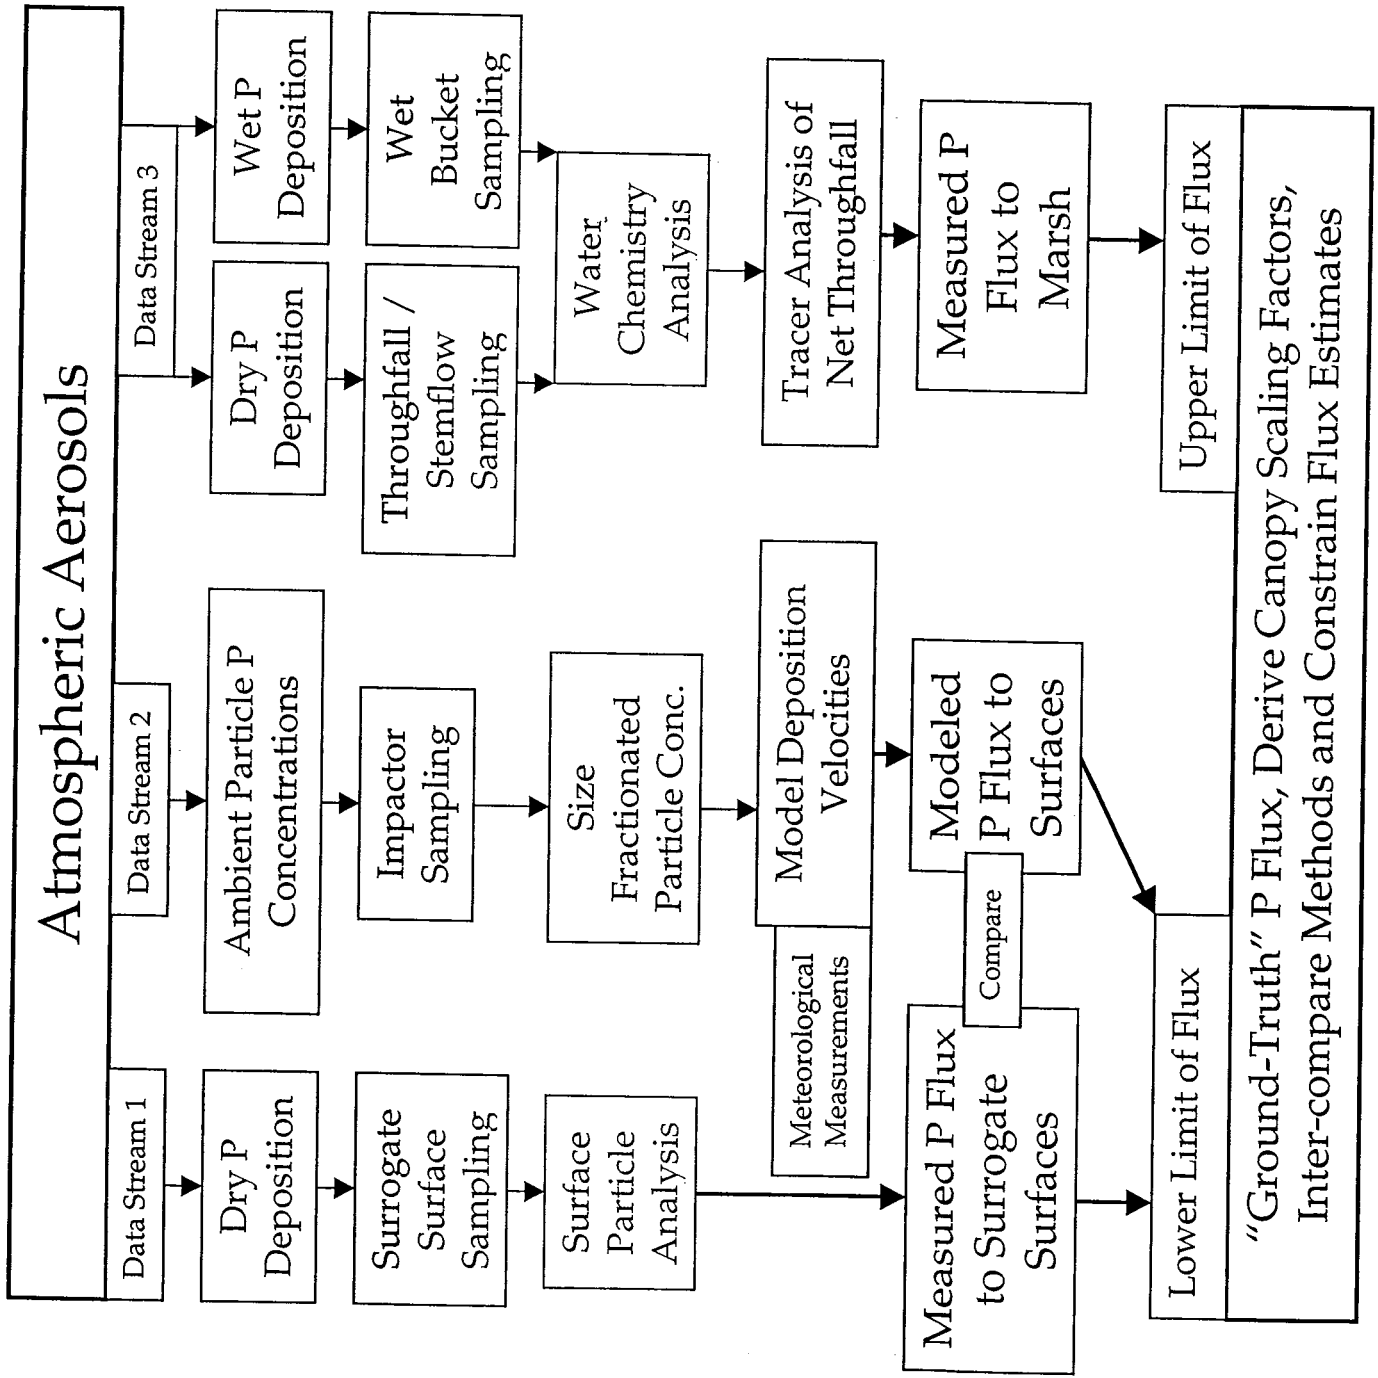 Atmospheric Aerosols
Data Stream 1
Data Stream 2
Data Stream 3
Dry P
Deposition
Ambient Particle P
Concentrations
Dry P
Deposition
Wet P
Deposition
Surrogate
Surface
Sampling
Impactor
Sampling
Throughfall /
Stemflow
Sampling
Wet
Bucket
Sampling
Surface
Particle
Analysis
Size
Fractionated
Particle Conc.
Water
Chemistry
Analysis
Meteorological
Measurements
Model Deposition
Velocities
Tracer Analysis of
Net Throughfall
Measured P Flux
to Surrogate
Surfaces
Compare
Modeled
P Flux to
Surfaces
Measured P
Flux to
Marsh
Lower Limit of Flux
Upper Limit of Flux
"Ground-Truth" P Flux, Derive Canopy Scaling Factors,
Inter-compare Methods and Constrain Flux Estimates